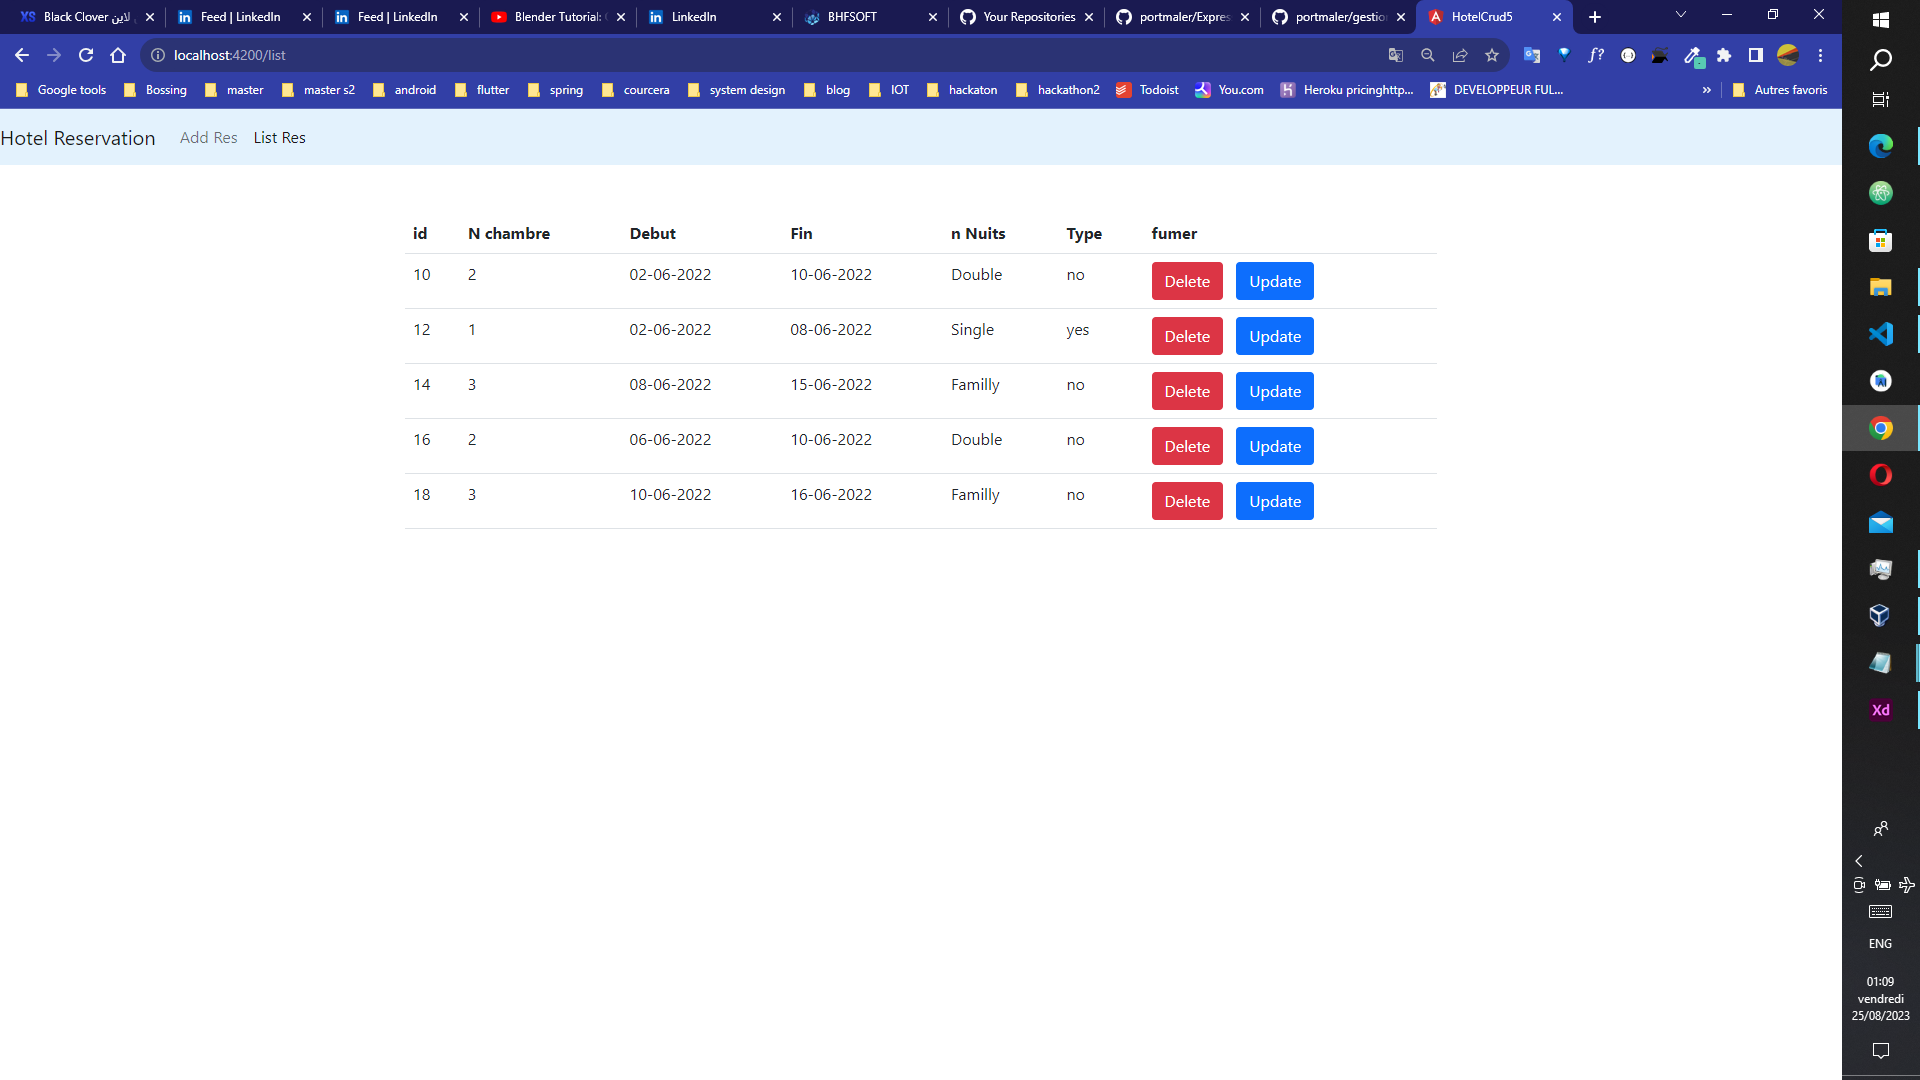 XS Black Clover لاين Feed | LinkedIn Feed | LinkedIn Blender Tutorial: LinkedIn BHFSOFT Your Repositories portmaler/Expres portmaler/gestion HotelCrud5
localhost:4200/list
Google tools Bossing master master s2 android flutter spring courcera system design blog IOT hackaton hackathon2 Todoist You.com Heroku pricinghttp... DEVELOPPEUR FUL... » Autres favoris
Hotel Reservation Add Res List Res
id N chambre Debut Fin n Nuits Type fumer
10 2 02-06-2022 10-06-2022 Double no Delete Update
12 1 02-06-2022 08-06-2022 Single yes Delete Update
14 3 08-06-2022 15-06-2022 Familly no Delete Update
16 2 06-06-2022 10-06-2022 Double no Delete Update
18 3 10-06-2022 16-06-2022 Familly no Delete Update
Xd
ENG
01:09
vendredi
25/08/2023